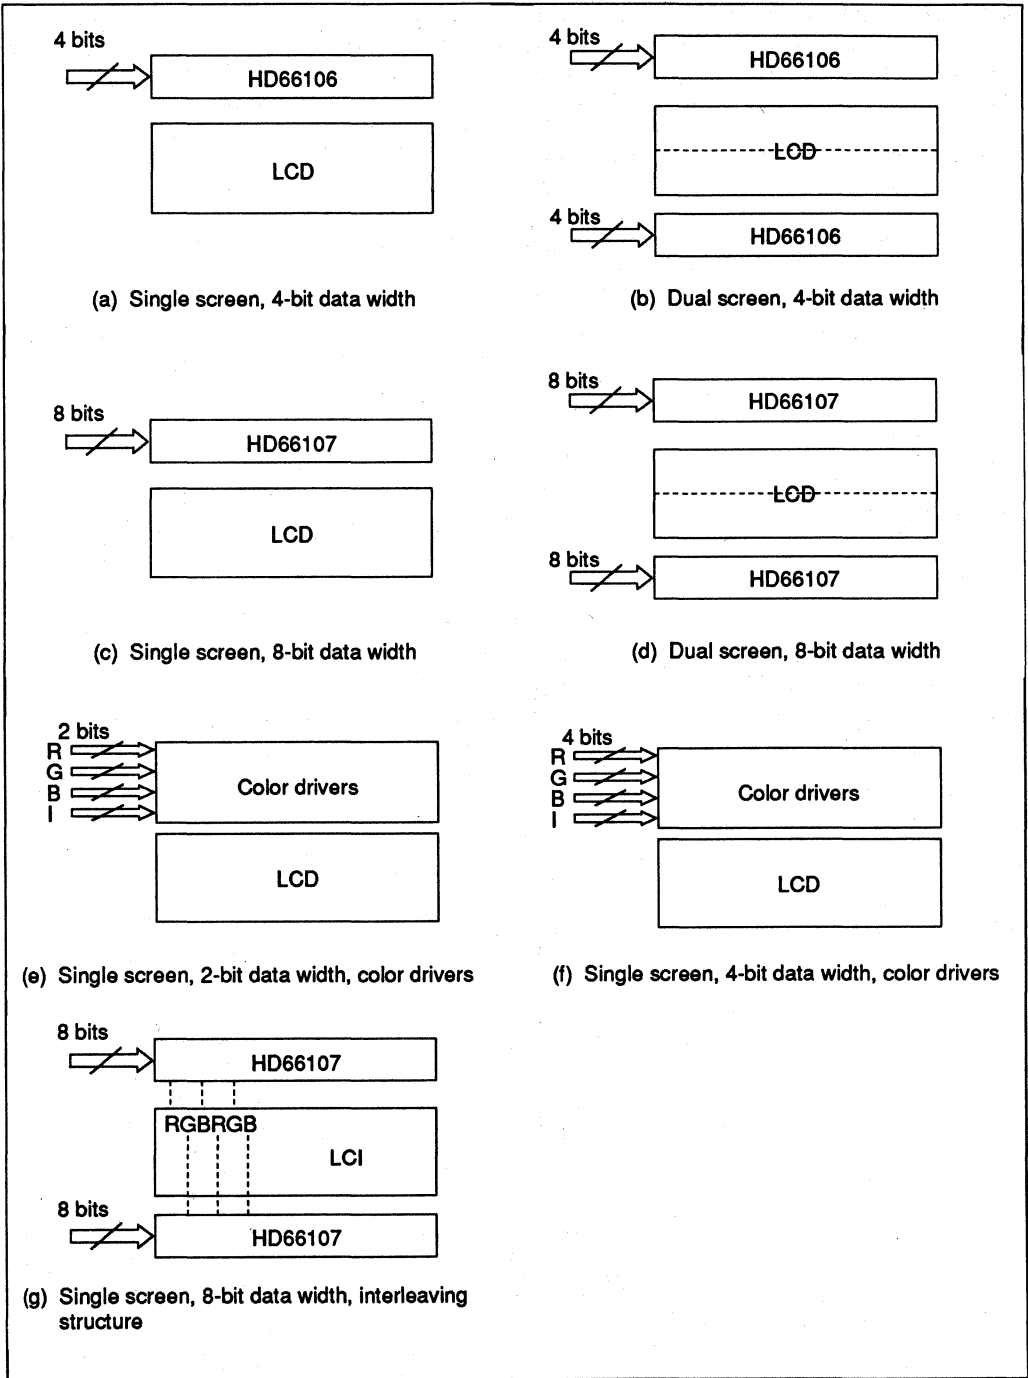 4 bits
HD66106
LCD
(a) Single screen, 4-bit data width
4 bits
HD66106
LCD
4 bits
HD66106
(b) Dual screen, 4-bit data width
8 bits
HD66107
LCD
(c) Single screen, 8-bit data width
8 bits
HD66107
LCD
8 bits
HD66107
(d) Dual screen, 8-bit data width
2 bits
R
G
B
I
Color drivers
LCD
(e) Single screen, 2-bit data width, color drivers
4 bits
R
G
B
I
Color drivers
LCD
(f) Single screen, 4-bit data width, color drivers
8 bits
HD66107
RGBRGB
LCI
8 bits
HD66107
(g) Single screen, 8-bit data width, interleaving
structure